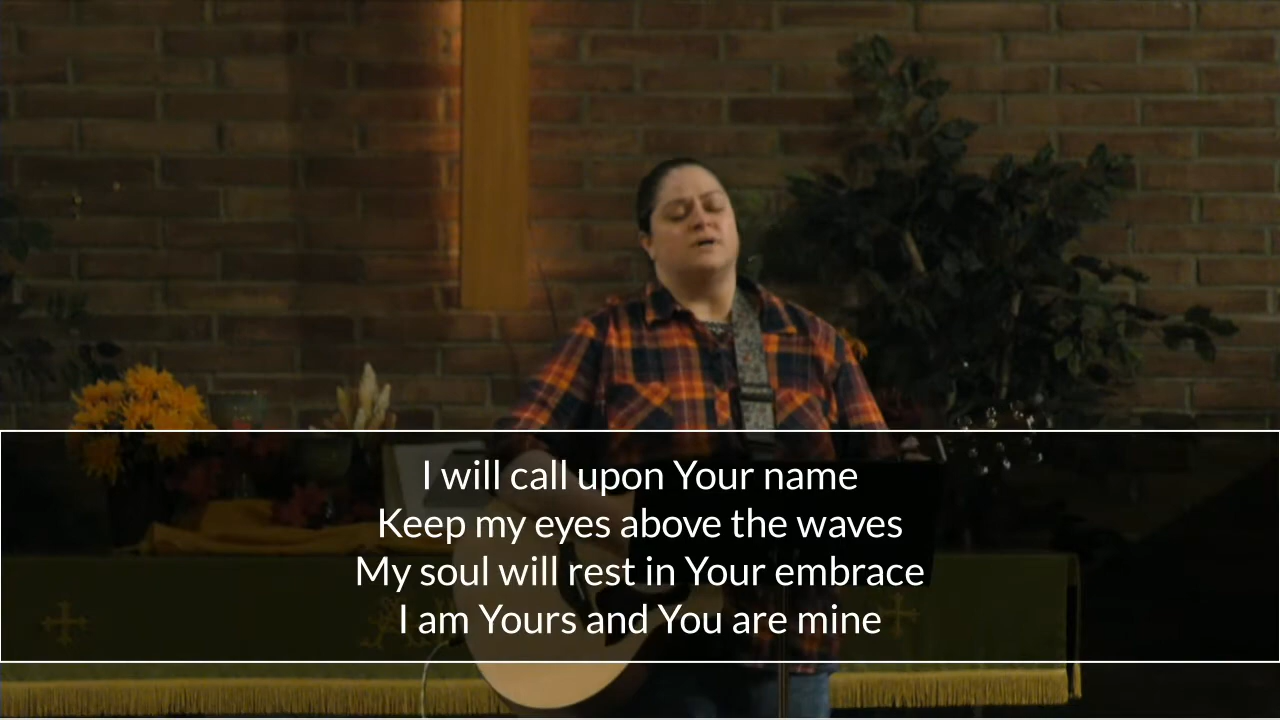 I will call upon Your name
Keep my eyes above the waves
My soul will rest in Your embrace
I am Yours and You are mine